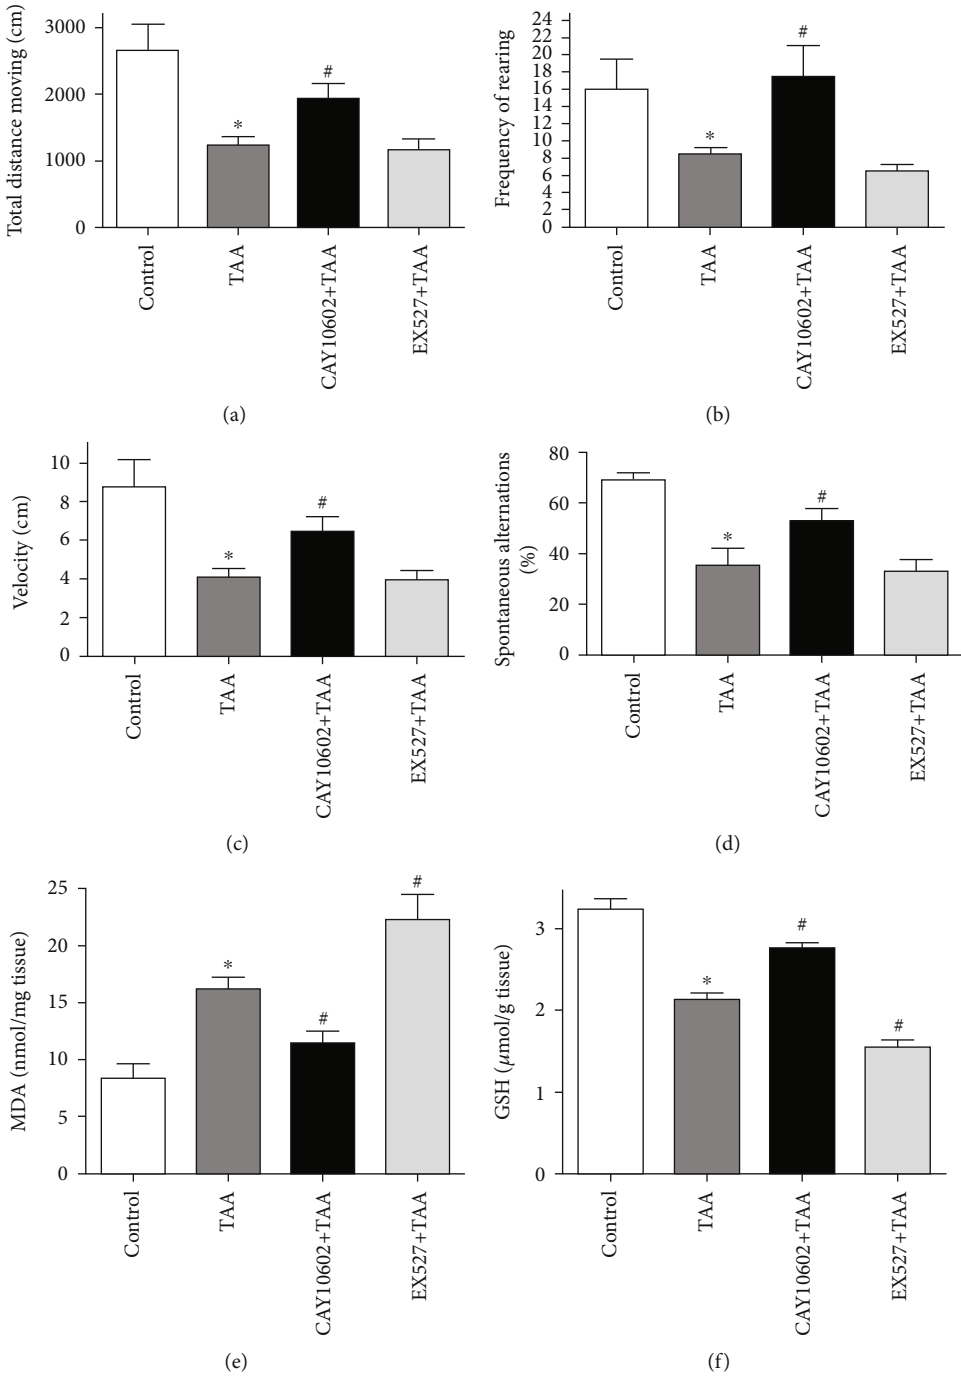 Total distance moving (cm)
3000
2000
1000
0
*
#
Control
TAA
CAY10602+TAA
EX527+TAA
(a)
Frequency of rearing
24
22
20
18
16
14
12
10
8
6
4
2
0
*
#
Control
TAA
CAY10602+TAA
EX527+TAA
(b)
Velocity (cm)
10
8
6
4
2
0
*
#
Control
TAA
CAY10602+TAA
EX527+TAA
(c)
Spontaneous alternations
(%)
80
60
40
20
0
*
#
Control
TAA
CAY10602+TAA
EX527+TAA
(d)
MDA (nmol/mg tissue)
25
20
15
10
5
0
*
#
#
Control
TAA
CAY10602+TAA
EX527+TAA
(e)
GSH (μmol/g tissue)
3
2
1
0
*
#
#
Control
TAA
CAY10602+TAA
EX527+TAA
(f)